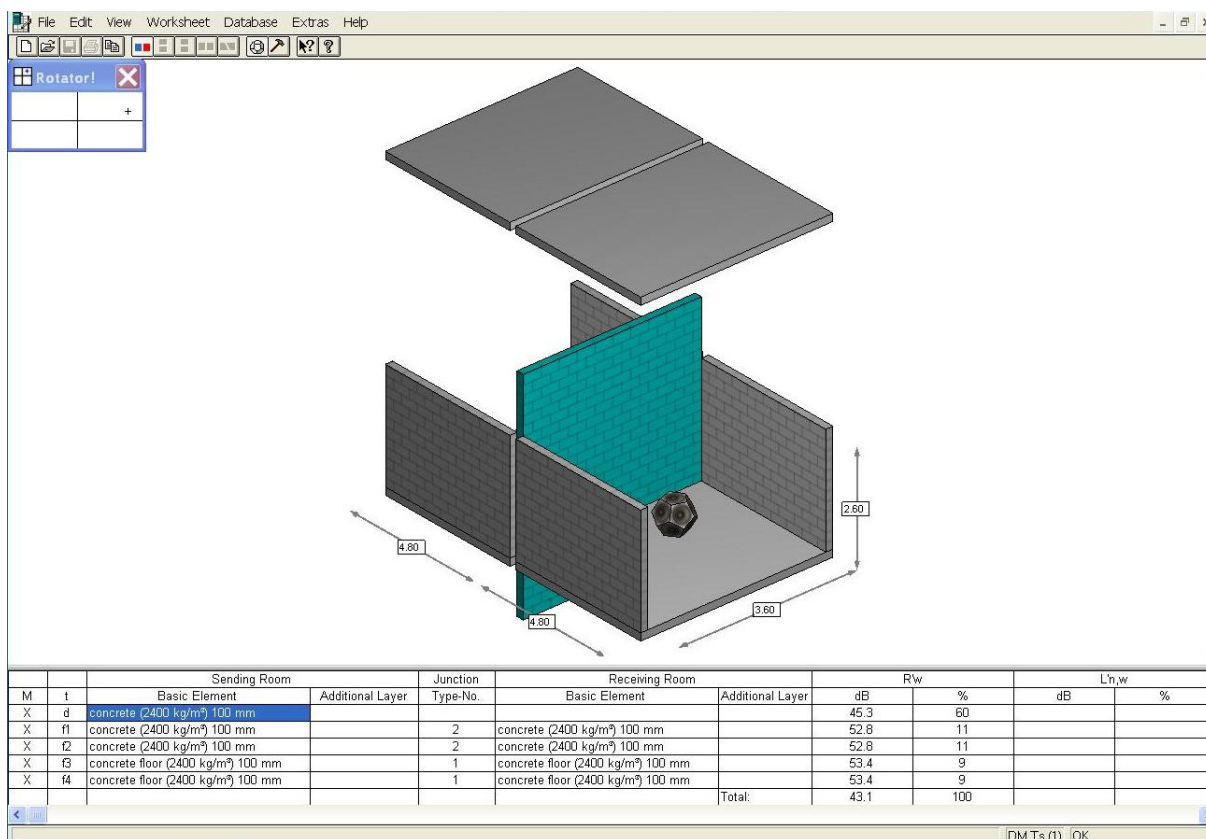 File Edit View Worksheet Database Extras Help
Rotator!
2.60
4.80
3.60
4.80
Sending Room Junction Receiving Room R'w L'n,w
M t Basic Element Additional Layer Type-No. Basic Element Additional Layer dB % dB %
X d concrete (2400 kg/m³) 100 mm 45.3 60
X f1 concrete (2400 kg/m³) 100 mm 2 concrete (2400 kg/m³) 100 mm 52.8 11
X f2 concrete (2400 kg/m³) 100 mm 2 concrete (2400 kg/m³) 100 mm 52.8 11
X f3 concrete floor (2400 kg/m³) 100 mm 1 concrete floor (2400 kg/m³) 100 mm 53.4 9
X f4 concrete floor (2400 kg/m³) 100 mm 1 concrete floor (2400 kg/m³) 100 mm 53.4 9
Total: 43.1 100
DM Ts (1) OK